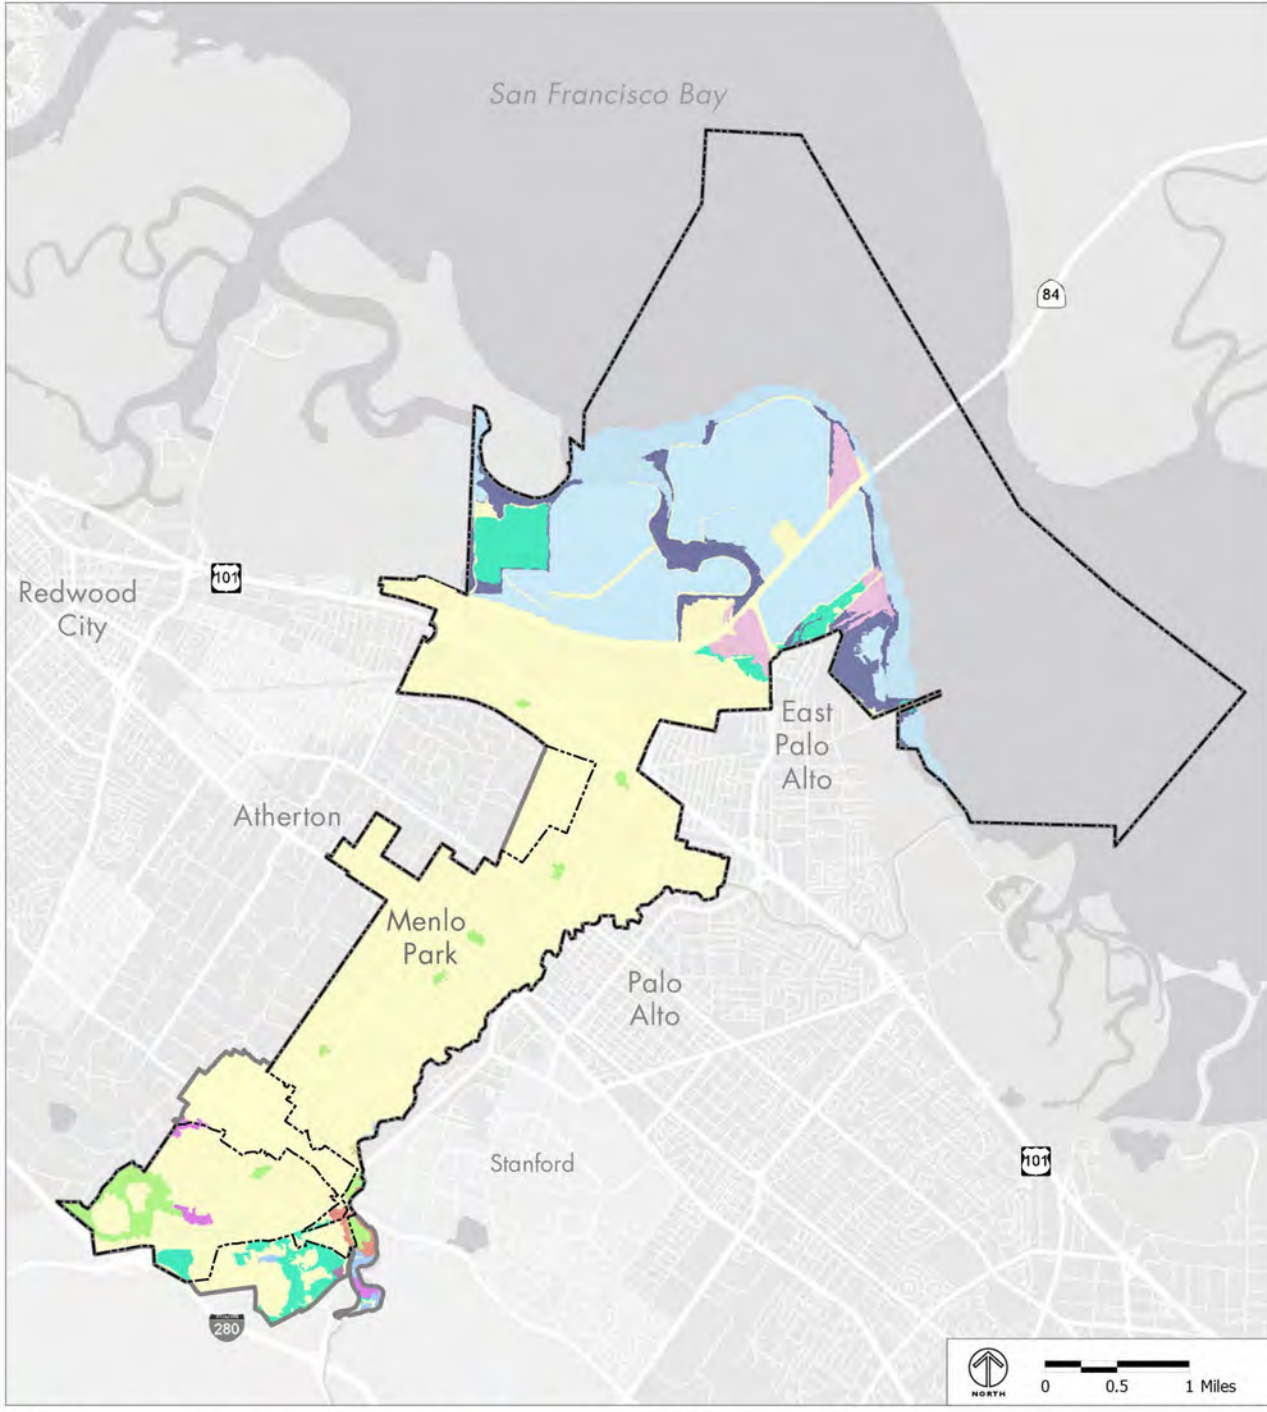 San Francisco Bay
84
101
Redwood
City
East
Palo
Alto
Atherton
Menlo
Park
Palo
Alto
101
Stanford
280
NORTH
0 0.5 1 Miles